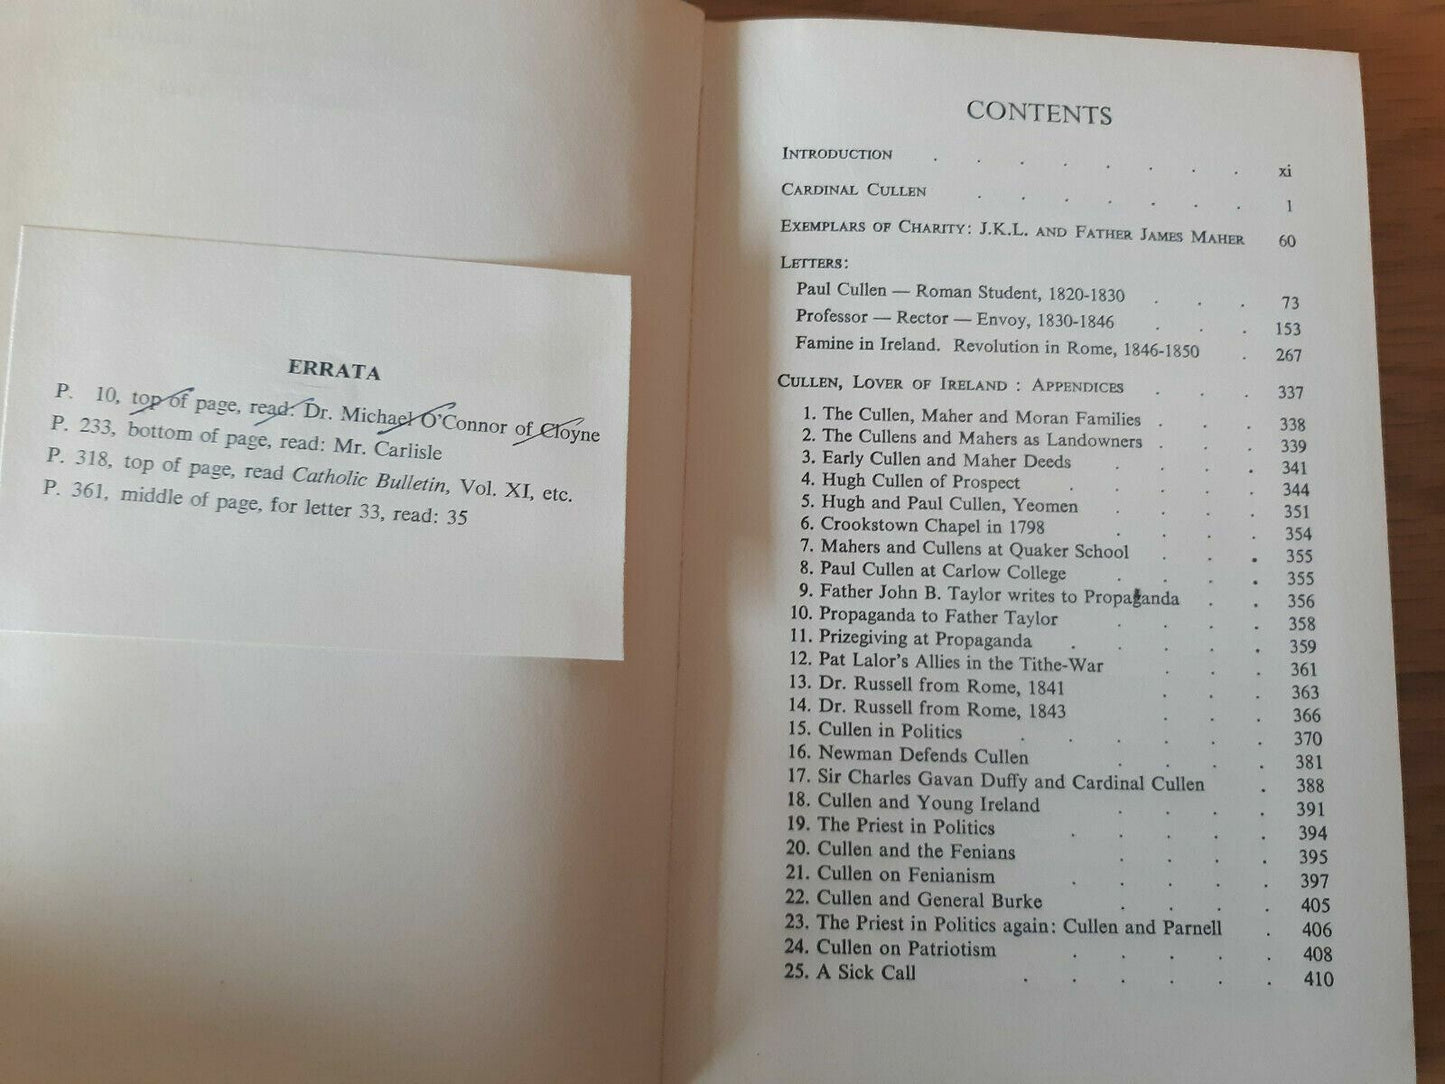 ERRATA
P. 10, top of page, read: Dr. Michael O'Connor of Cloyne
P. 233, bottom of page, read: Mr. Carlisle
P. 318, top of page, read Catholic Bulletin, Vol. XI, etc.
P. 361, middle of page, for letter 33, read: 35
CONTENTS
INTRODUCTION . . . . . . . . xi
CARDINAL CULLEN . . . . . . . 1
EXEMPLARS OF CHARITY: J.K.L. AND FATHER JAMES MAHER 60
LETTERS:
Paul Cullen — Roman Student, 1820-1830 . . . 73
Professor — Rector — Envoy, 1830-1846 . . . 153
Famine in Ireland. Revolution in Rome, 1846-1850 . 267
CULLEN, LOVER OF IRELAND : APPENDICES . . . 337
1. The Cullen, Maher and Moran Families . . . 338
2. The Cullens and Mahers as Landowners . . . 339
3. Early Cullen and Maher Deeds . . . . 341
4. Hugh Cullen of Prospect . . . . . 344
5. Hugh and Paul Cullen, Yeomen . . . . 351
6. Crookstown Chapel in 1798 . . . . 354
7. Mahers and Cullens at Quaker School . . . 355
8. Paul Cullen at Carlow College . . . . 355
9. Father John B. Taylor writes to Propaganda . . 356
10. Propaganda to Father Taylor . . . . 358
11. Prizegiving at Propaganda . . . . . 359
12. Pat Lalor's Allies in the Tithe-War . . . 361
13. Dr. Russell from Rome, 1841 . . . 363
14. Dr. Russell from Rome, 1843 . . . 366
15. Cullen in Politics . . . . . . 370
16. Newman Defends Cullen . . . . 381
17. Sir Charles Gavan Duffy and Cardinal Cullen . 388
18. Cullen and Young Ireland . . . . 391
19. The Priest in Politics . . . . . 394
20. Cullen and the Fenians . . . . 395
21. Cullen on Fenianism . . . . . 397
22. Cullen and General Burke . . . . 405
23. The Priest in Politics again: Cullen and Parnell . 406
24. Cullen on Patriotism . . . . . 408
25. A Sick Call . . . . . . 410